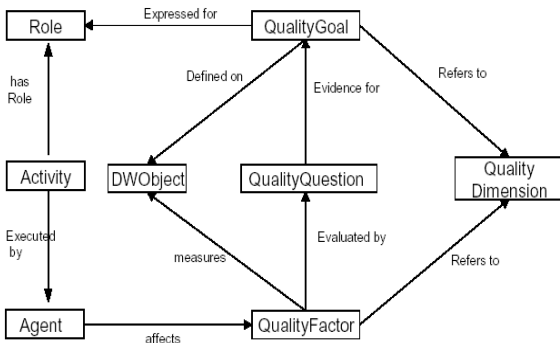 Role
Expressed for
QualityGoal
has
Role
Defined on
Evidence for
Refers to
Activity
DWObject
QualityQuestion
Quality
Dimension
Executed
by
measures
Evaluated by
Refers to
Agent
affects
QualityFactor